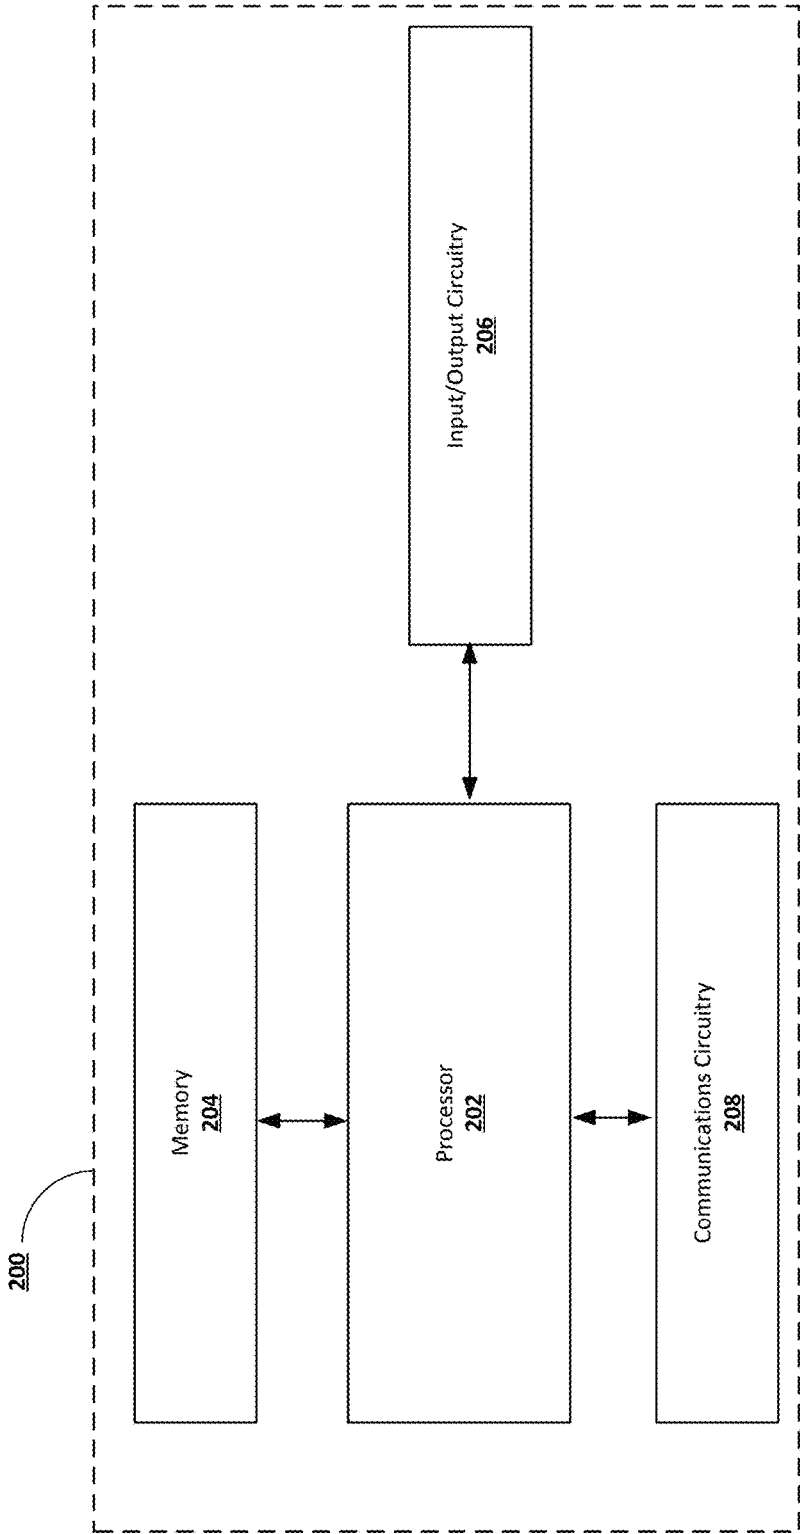 200
Memory
204
Processor
202
Input/Output Circuitry
206
Communications Circuitry
208